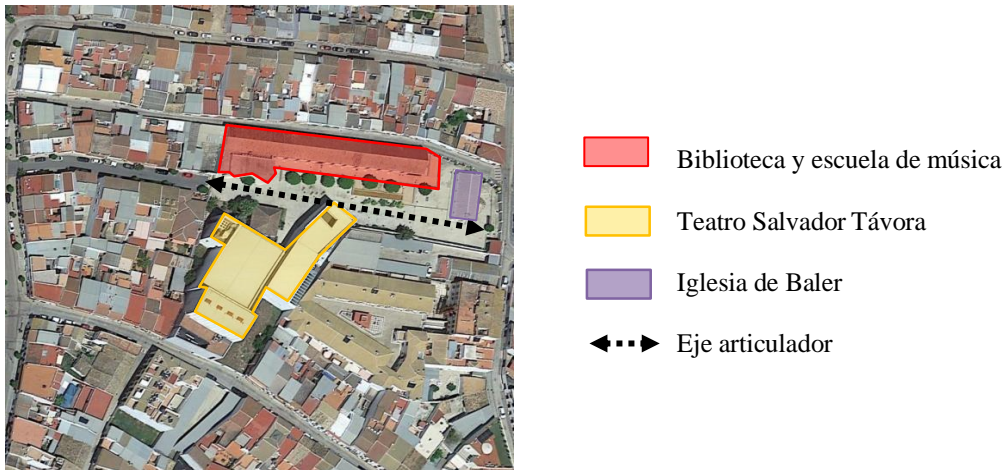 Biblioteca y escuela de música
Teatro Salvador Távora
Iglesia de Baler
Eje articulador